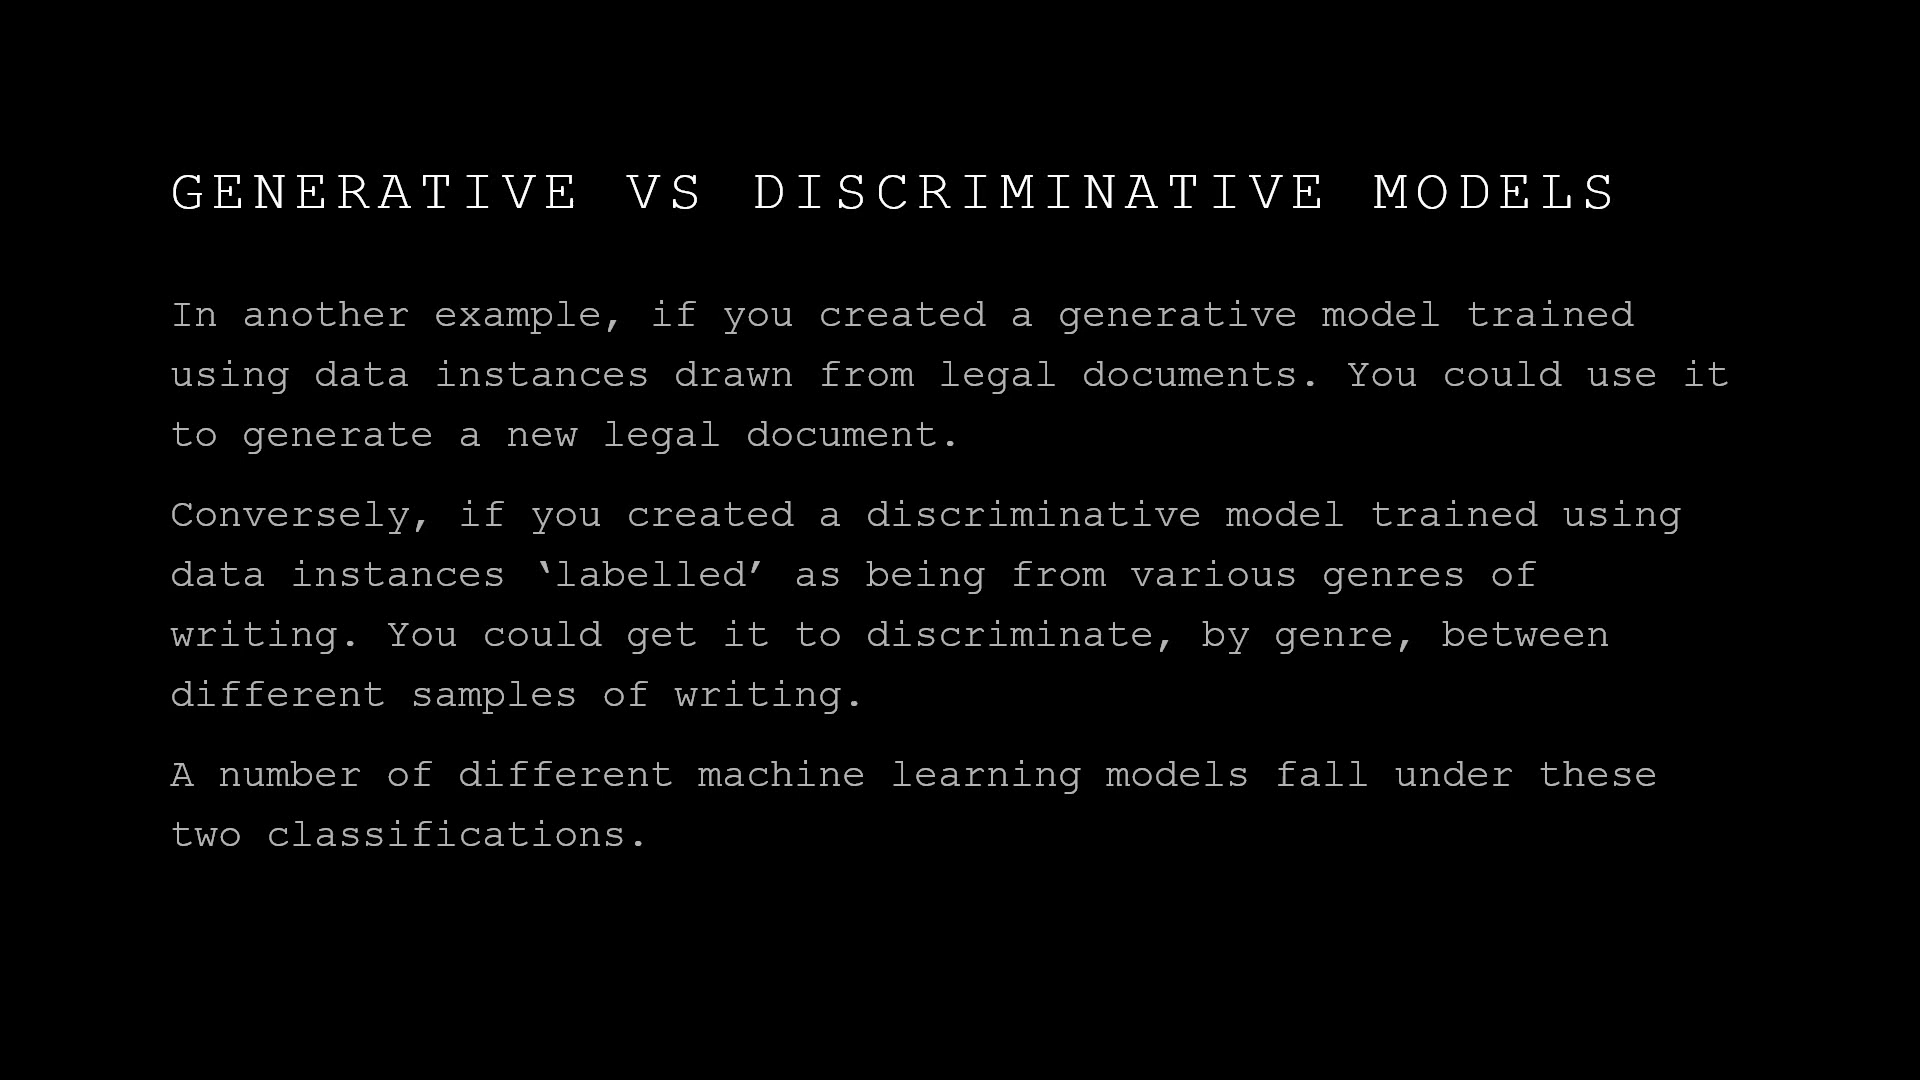 GENERATIVE VS DISCRIMINATIVE MODELS
In another example, if you created a generative model trained
using data instances drawn from legal documents. You could use it
to generate a new legal document.
Conversely, if you created a discriminative model trained using
data instances ‘labelled’ as being from various genres of
writing. You could get it to discriminate, by genre, between
different samples of writing.
A number of different machine learning models fall under these
two classifications.